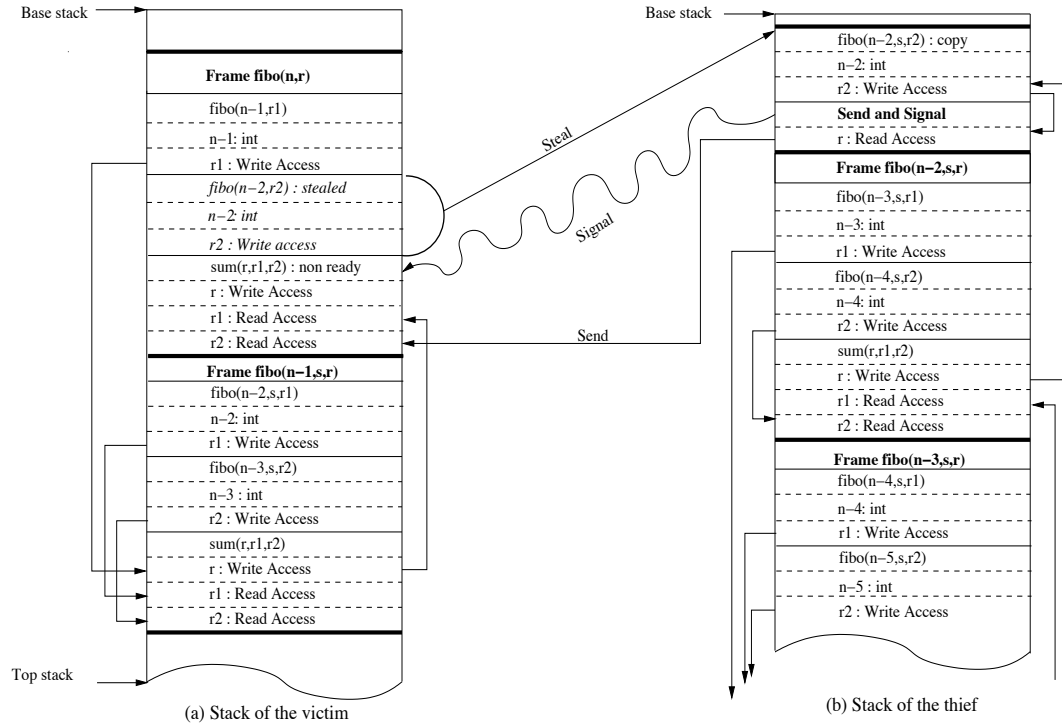 Base stack
Frame fibo(n,r)
fibo(n−1,r1)
n−1: int
r1 : Write Access
fibo(n−2,r2) : stealed
n−2: int
r2 : Write access
sum(r,r1,r2) : non ready
r : Write Access
r1 : Read Access
r2 : Read Access
Frame fibo(n−1,s,r)
fibo(n−2,s,r1)
n−2: int
r1 : Write Access
fibo(n−3,s,r2)
n−3 : int
r2 : Write Access
sum(r,r1,r2)
r : Write Access
r1 : Read Access
r2 : Read Access
Top stack
(a) Stack of the victim
Steal
Signal
Send
Base stack
fibo(n−2,s,r2) : copy
n−2: int
r2 : Write Access
Send and Signal
r : Read Access
Frame fibo(n−2,s,r)
fibo(n−3,s,r1)
n−3: int
r1 : Write Access
fibo(n−4,s,r2)
n−4: int
r2 : Write Access
sum(r,r1,r2)
r : Write Access
r1 : Read Access
r2 : Read Access
Frame fibo(n−3,s,r)
fibo(n−4,s,r1)
n−4: int
r1 : Write Access
fibo(n−5,s,r2)
n−5 : int
r2 : Write Access
(b) Stack of the thief